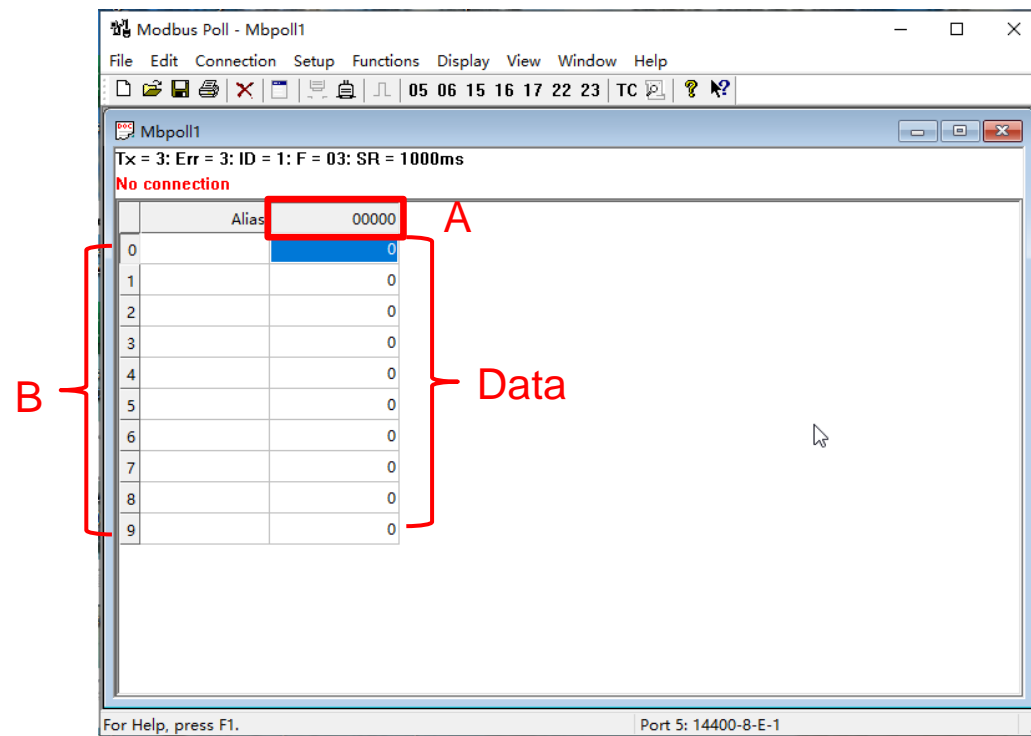 Modbus Poll - Mbpoll1
File Edit Connection Setup Functions Display View Window Help
05 06 15 16 17 22 23 TC
Mbpoll1
Tx = 3: Err = 3: ID = 1: F = 03: SR = 1000ms
No connection
Alias 00000 A
0 0
1 0
2 0
3 0
4 0
B Data
5 0
6 0
7 0
8 0
9 0
For Help, press F1. Port 5: 14400-8-E-1